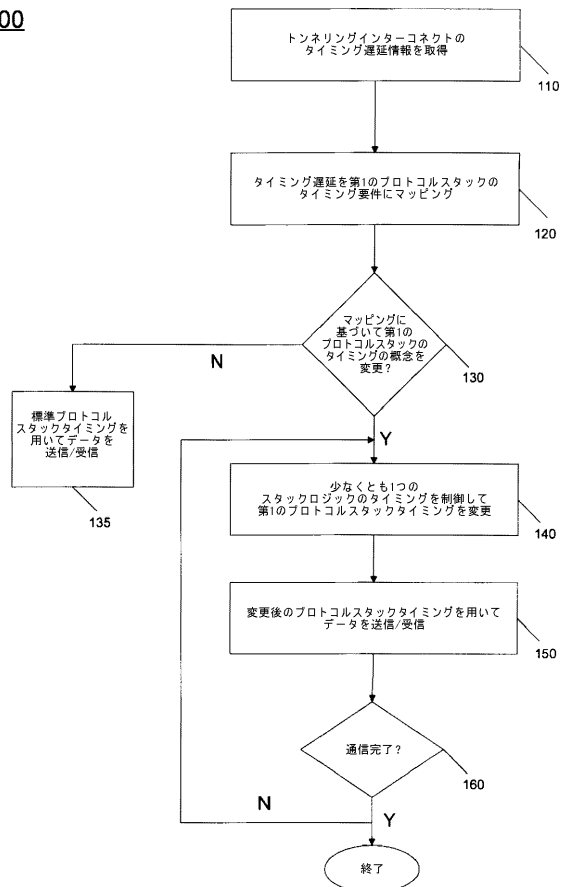 00
トンネリングインターコネクトの
タイミング遅延情報を取得
110
タイミング遅延を第1のプロトコルスタックの
タイミング要件にマッピング
120
マッピングに
基づいて第1の
プロトコルスタックの
タイミングの概念を
変更?
130
N
標準プロトコル
スタックタイミングを
用いてデータを
送信/受信
135
Y
少なくとも1つの
スタックロジックのタイミングを制御して
第1のプロトコルスタックタイミングを変更
140
変更後のプロトコルスタックタイミングを用いて
データを送信/受信
150
通信完了?
160
N
Y
終了